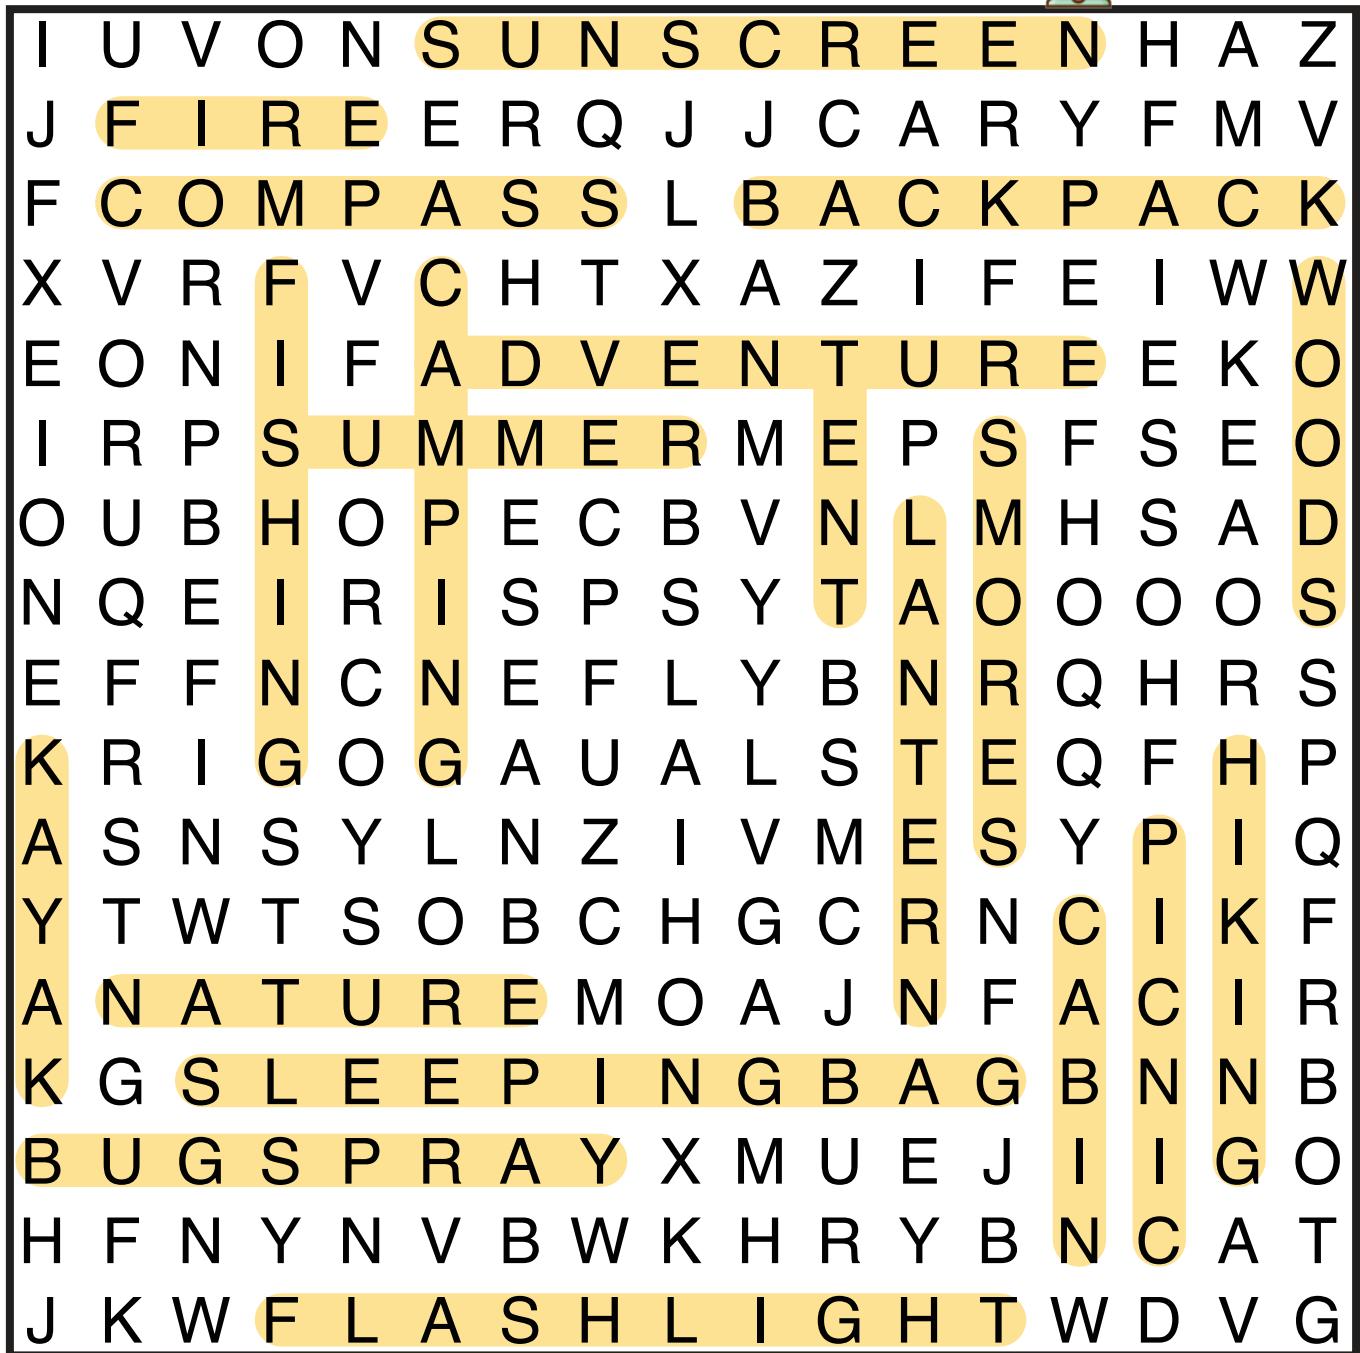 I U V O N S U N S C R E E N H A Z
J F I R E E R Q J J C A R Y F M V
F C O M P A S S L B A C K P A C K
X V R F V C H T X A Z I F E I W W
E O N I F A D V E N T U R E E K O
I R P S U M M E R M E P S F S E O
O U B H O P E C B V N L M H S A D
N Q E I R I S P S Y T A O O O O S
E F F N C N E F L Y B N R Q H R S
K R I G O G A U A L S T E Q F H P
A S N S Y L N Z I V M E S Y P I Q
Y T W T S O B C H G C R N C I K F
A N A T U R E M O A J N F A C I R
K G S L E E P I N G B A G B N N B
B U G S P R A Y X M U E J I I G O
H F N Y N V B W K H R Y B N C A T
J K W F L A S H L I G H T W D V G